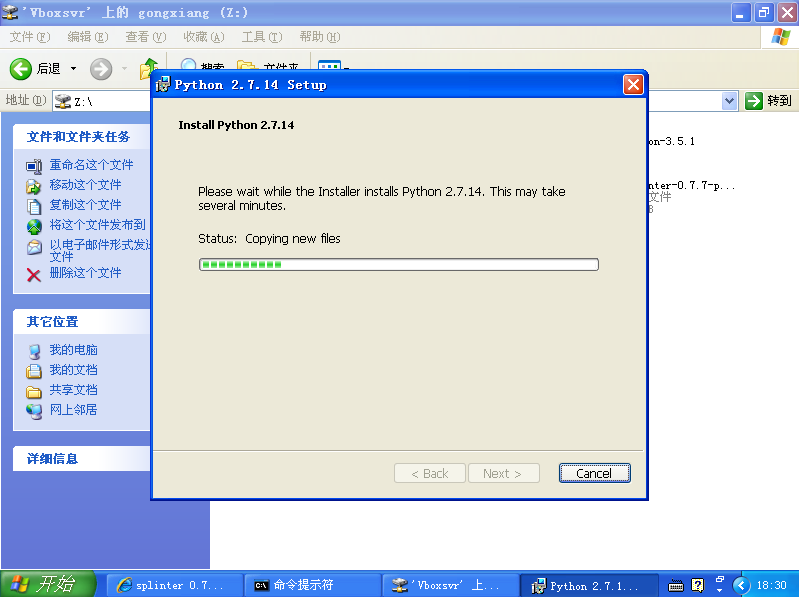 'Vboxsvr' 上的 gongxiang (Z:)
文件(F) 编辑(E) 查看(V) 收藏(A) 工具(T) 帮助(H)
后退 搜索 文件夹
地址(D) Z:\ 转到
Python 2.7.14 Setup
Install Python 2.7.14
Please wait while the Installer installs Python 2.7.14. This may take
several minutes.
Status: Copying new files
< Back Next > Cancel
文件和文件夹任务
重命名这个文件
移动这个文件
复制这个文件
将这个文件发布到
以电子邮件形式发送
文件
删除这个文件
其它位置
我的电脑
我的文档
共享文档
网上邻居
详细信息
on-3.5.1
nter-0.7.7-p...
文件
B
开始 splinter 0.7... 命令提示符 'Vboxsvr' 上... Python 2.7.1... 18:30